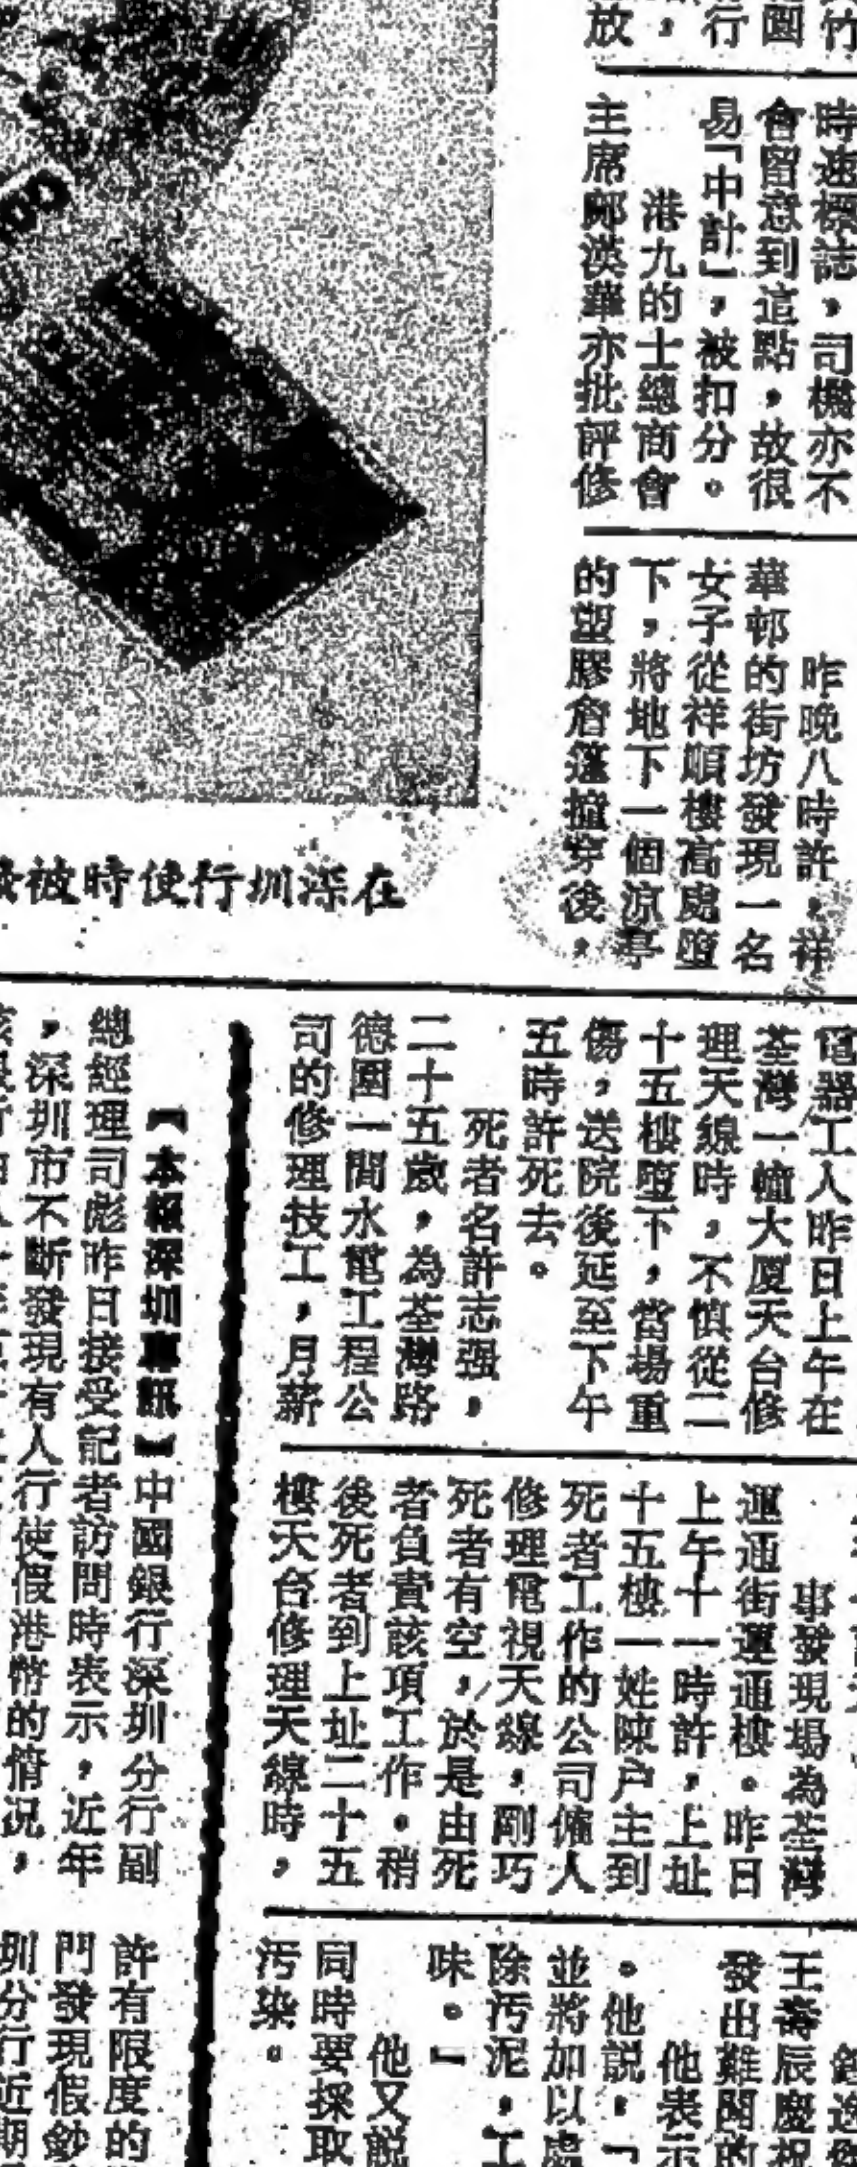 竹
園
行
，
放
時速標誌，司機亦不
會留意到這點，故很
易「中計」，被扣分。
港九的士總商會
主席鄺漢華亦批評修
昨晚八時許，祥
華邨的街坊發現一名
女子從祥順樓高處墮
下，將地下一個涼亭
的塑膠簷篷撞穿後，
在深圳行使時被
電器工人昨日上午在
荃灣一幢大厦天台修
理天線時，不慎從二
十五樓墮下，當場重
傷，送院後延至下午
五時許死去。
死者名許志强，
二十五歲，為荃灣路
德圍一間水電工程公
司的修理技工，月薪
事發現場為荃灣
運通街運通樓。昨日
上午十一時許，上址
十五樓一姓陳户主到
死者工作的公司僱人
修理電視天線，剛巧
死者有空，於是由死
者負責該項工作。稍
後死者到上址二十五
樓天台修理天線時，
王壽辰慶祝
發出難聞的
他表示
。他説：「
並將加以處
除污泥，工
味。」
他又説
同時要採取
污染。
【本報深圳專訊】中國銀行深圳分行副
總經理司彪昨日接受記者訪問時表示，近年
，深圳市不斷發現有人行使假港幣的情況，
許有限度的
門發現假鈔
圳分行近期